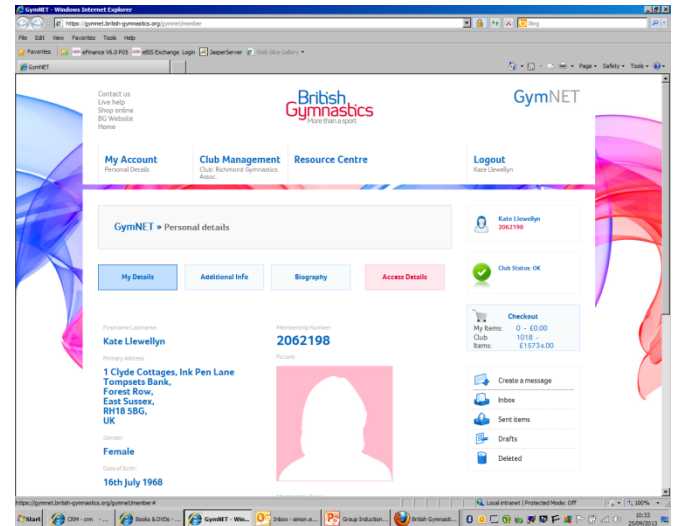 GymNET - Windows Internet Explorer
https://gymnet.british-gymnastics.org/gymnet/member
Bing
File Edit View Favorites Tools Help
Favorites eFinance V6.0 P05 eBIS Exchange Login JasperServer Web Slice Gallery
GymNET
Page Safety Tools
Contact us
Live help
Shop online
BG Website
Home
British
Gymnastics
More than a sport
GymNET
My Account
Personal Details
Club Management
Club: Richmond Gymnastics
Assoc.
Resource Centre
Logout
Kate Llewellyn
GymNET » Personal details
Kate Llewellyn
2062198
My Details
Additional Info
Biography
Access Details
Club Status: OK
Checkout
My Items: 0 - £0.00
Club 1018 -
Items: £1573400
Firstname Lastname
Kate Llewellyn
Membership Number
2062198
Primary Address
1 Clyde Cottages, Ink Pen Lane
Tompsets Bank,
Forest Row,
East Sussex,
RH18 5BG,
UK
Picture
Gender:
Female
Date of Birth:
16th July 1968
Create a message
Inbox
Sent items
Drafts
Deleted
https://gymnet.british-gymnastics.org/gymnet/member#
Local intranet | Protected Mode: Off
100%
Start
CRM - crm - ...
Books & DVDs - ...
GymNET - Win...
Inbox - simon.e...
Group Induction...
British Gymnasti...
10:33
25/09/2013